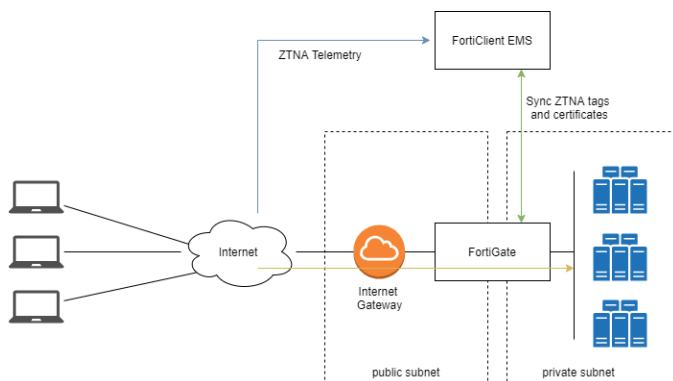 FortiClient EMS
ZTNA Telemetry
Sync ZTNA tags
and certificates
Internet
FortiGate
Internet
Gateway
public subnet
private subnet